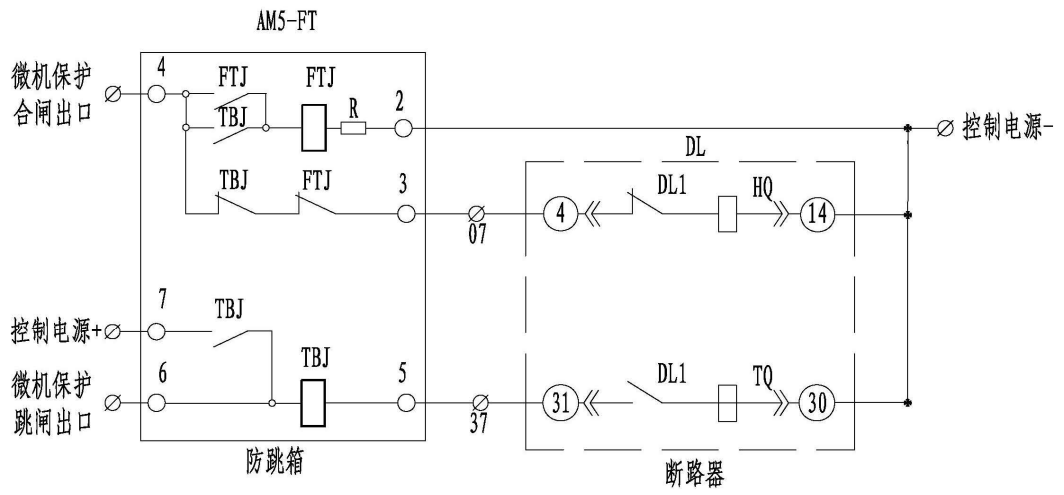 AM5-FT
微机保护
合闸出口
4
FTJ
FTJ
TBJ
R
2
控制电源-
DL
TBJ
FTJ
3
07
4
DL1
HQ
14
控制电源+
7
TBJ
微机保护
跳闸出口
6
TBJ
5
37
31
DL1
TQ
30
防跳箱
断路器